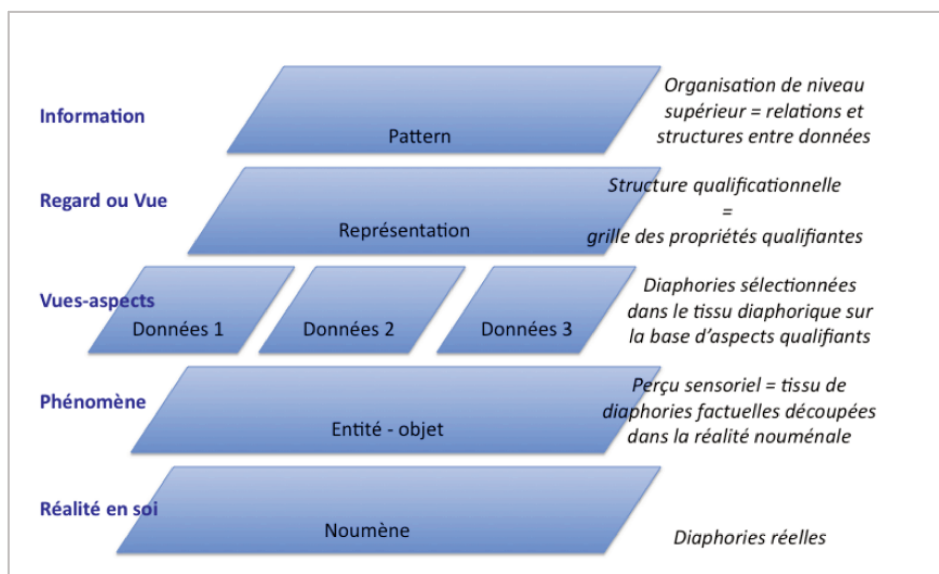 Information
Pattern
Organisation de niveau
supérieur = relations et
structures entre données
Regard ou Vue
Représentation
Structure qualificationnelle
=
grille des propriétés qualifiantes
Vues-aspects
Données 1
Données 2
Données 3
Diaphories sélectionnées
dans le tissu diaphorique sur
la base d’aspects qualifiants
Phénomène
Entité - objet
Perçu sensoriel = tissu de
diaphories factuelles découpées
dans la réalité nouménale
Réalité en soi
Noumène
Diaphories réelles